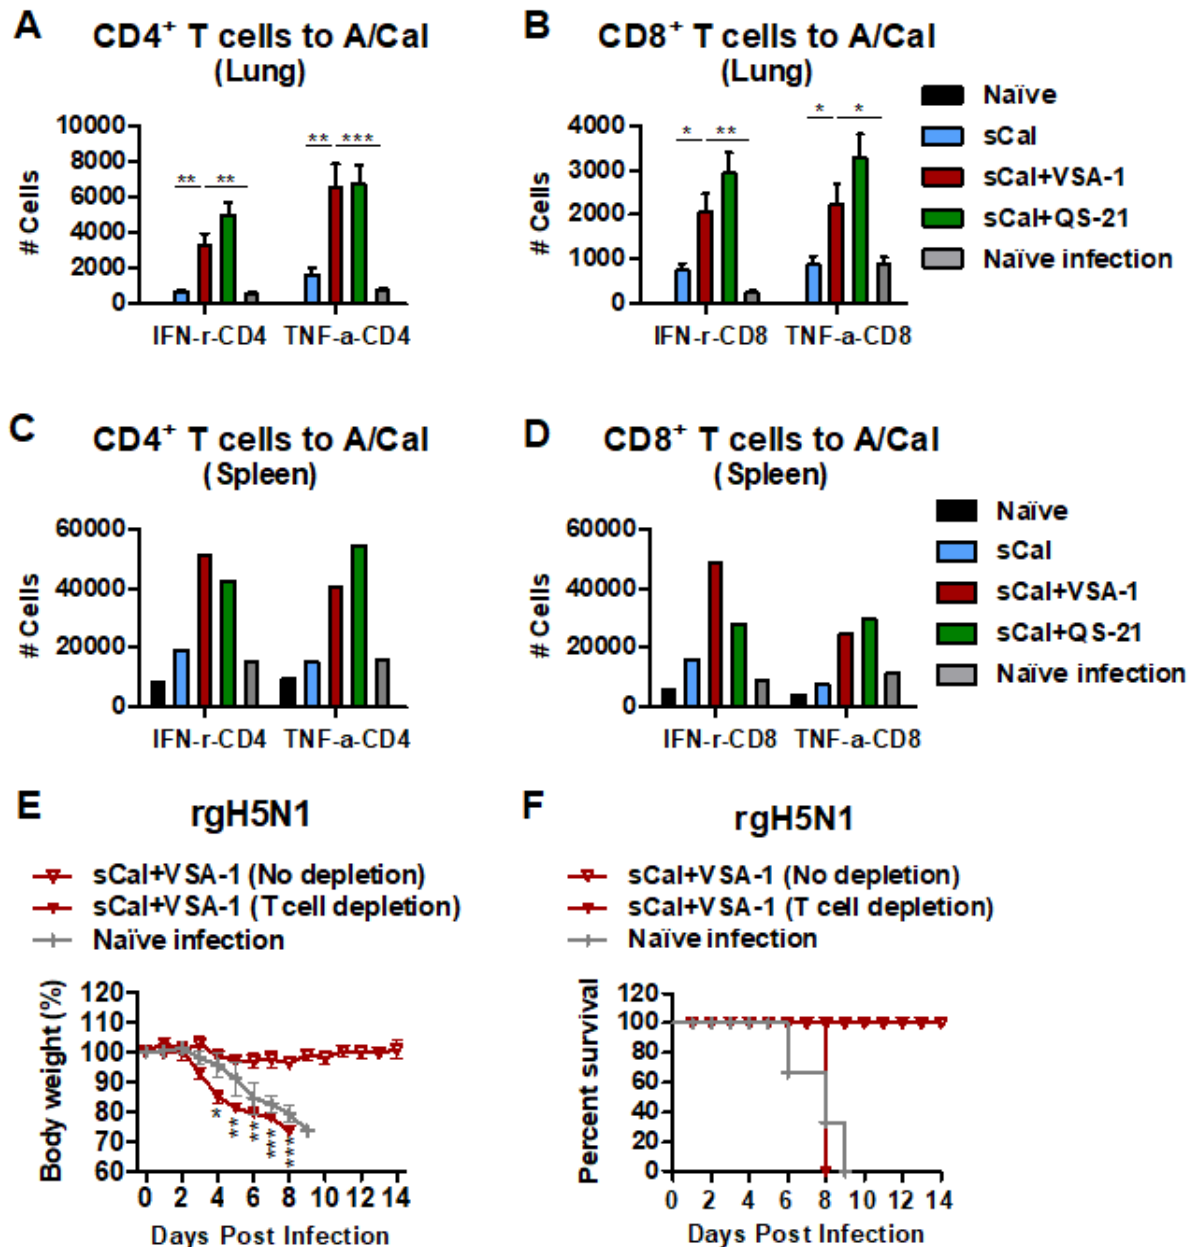 A
CD4⁺ T cells to A/Cal
(Lung)
# Cells
10000
8000
6000
4000
2000
0
** **
** ***
IFN-r-CD4 TNF-a-CD4
B
CD8⁺ T cells to A/Cal
(Lung)
# Cells
4000
3000
2000
1000
0
* **
* *
IFN-r-CD8 TNF-a-CD8
Naïve
sCal
sCal+VSA-1
sCal+QS-21
Naïve infection
C
CD4⁺ T cells to A/Cal
(Spleen)
# Cells
60000
40000
20000
0
IFN-r-CD4 TNF-a-CD4
D
CD8⁺ T cells to A/Cal
(Spleen)
# Cells
60000
40000
20000
0
IFN-r-CD8 TNF-a-CD8
Naïve
sCal
sCal+VSA-1
sCal+QS-21
Naïve infection
E
rgH5N1
sCal+VSA-1 (No depletion)
sCal+VSA-1 (T cell depletion)
Naïve infection
Body weight (%)
120
110
100
90
80
70
60
* ** ** *** ***
0 2 4 6 8 10 12 14
Days Post Infection
F
rgH5N1
sCal+VSA-1 (No depletion)
sCal+VSA-1 (T cell depletion)
Naïve infection
Percent survival
120
100
80
60
40
20
0
0 2 4 6 8 10 12 14
Days Post Infection